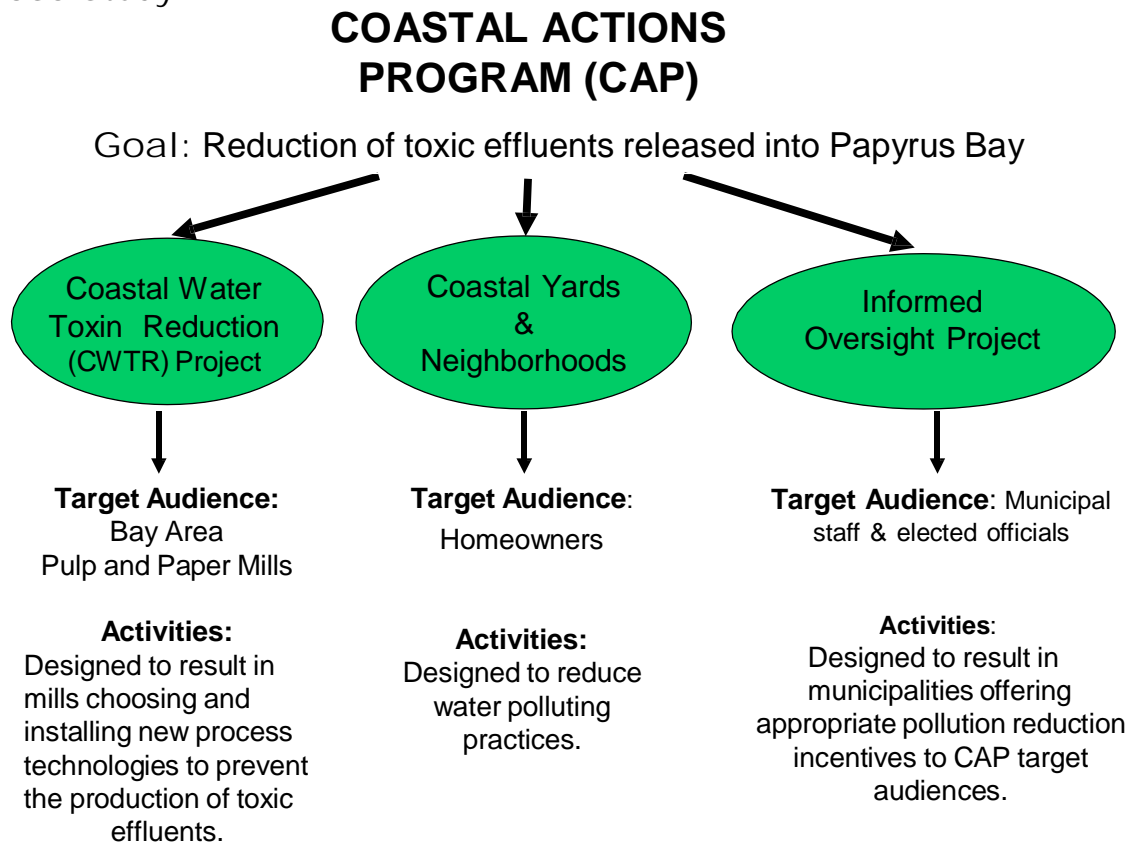 COASTAL ACTIONS
PROGRAM (CAP)
Goal: Reduction of toxic effluents released into Papyrus Bay
Coastal Water
Toxin Reduction
(CWTR) Project
Coastal Yards
&
Neighborhoods
Informed
Oversight Project
Target Audience:
Bay Area
Pulp and Paper Mills
Target Audience:
Homeowners
Target Audience: Municipal
staff & elected officials
Activities:
Designed to result in
mills choosing and
installing new process
technologies to prevent
the production of toxic
effluents.
Activities:
Designed to reduce
water polluting
practices.
Activities:
Designed to result in
municipalities offering
appropriate pollution reduction
incentives to CAP target
audiences.